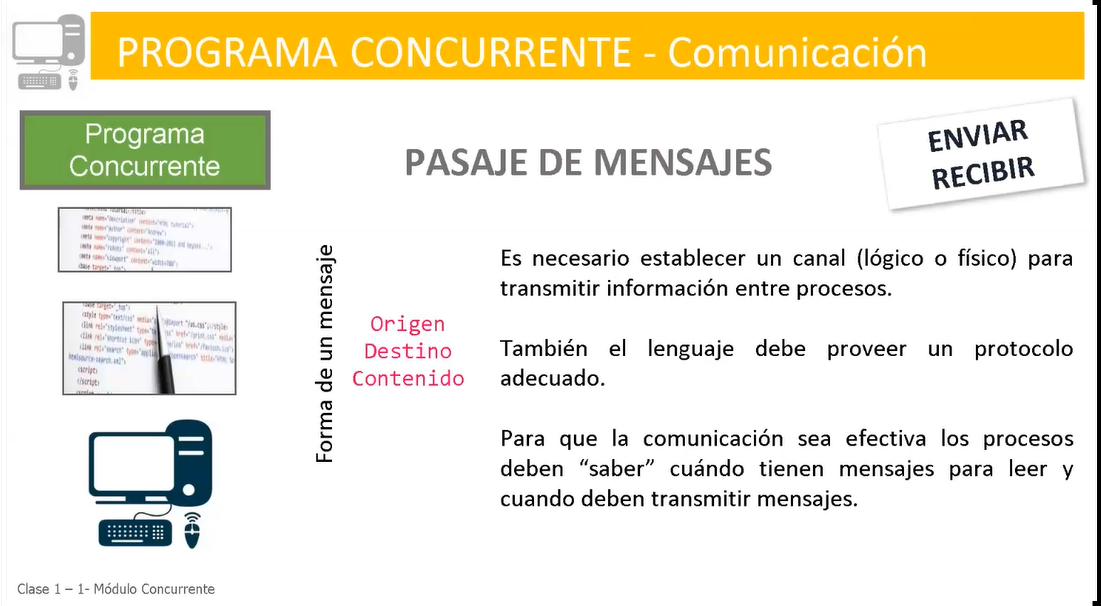 PROGRAMA CONCURRENTE - Comunicación
Programa
Concurrente
PASAJE DE MENSAJES
ENVIAR
RECIBIR
Forma de un mensaje
Origen
Destino
Contenido
Es necesario establecer un canal (lógico o físico) para
transmitir información entre procesos.
También el lenguaje debe proveer un protocolo
adecuado.
Para que la comunicación sea efectiva los procesos
deben “saber” cuándo tienen mensajes para leer y
cuando deben transmitir mensajes.
Clase 1 – 1- Módulo Concurrente